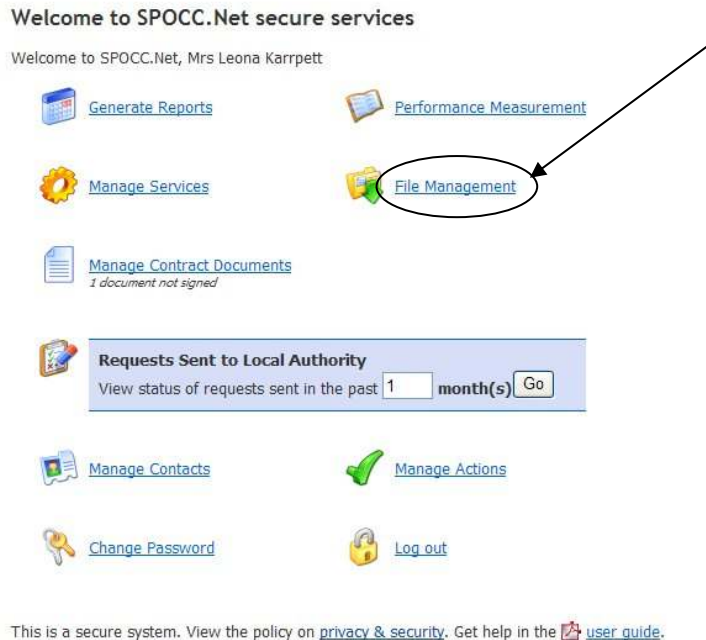 Welcome to SPOCC.Net secure services
Welcome to SPOCC.Net, Mrs Leona Karrpett
Generate Reports
Performance Measurement
Manage Services
File Management
Manage Contract Documents
1 document not signed
Requests Sent to Local Authority
View status of requests sent in the past 1 month(s) Go
Manage Contacts
Manage Actions
Change Password
Log out
This is a secure system. View the policy on privacy & security. Get help in the user guide.